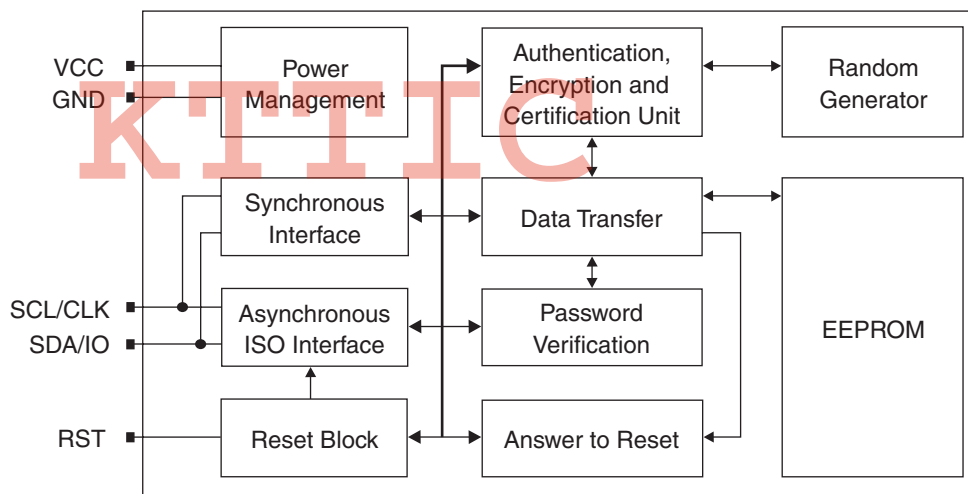 VCC
GND
SCL/CLK
SDA/IO
RST
Power
Management
Synchronous
Interface
Asynchronous
ISO Interface
Reset Block
Authentication,
Encryption and
Certification Unit
Data Transfer
Password
Verification
Answer to Reset
Random
Generator
EEPROM
KTTIC